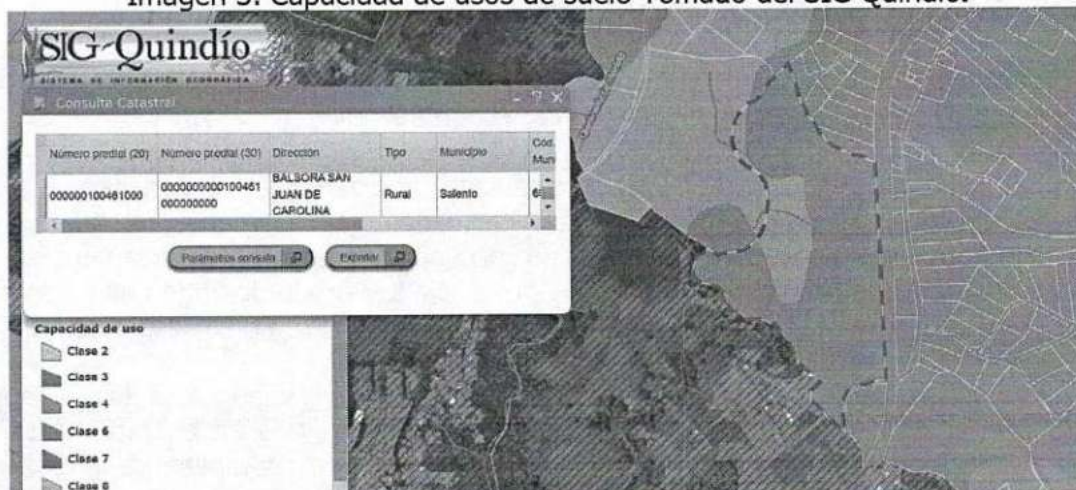 Imagen 3. Capacidad de usos de suelo Tomado del SIG Quindío.
SIG-Quindío
SISTEMA DE INFORMACIÓN GEOGRÁFICA
Consulta Catastral
Número predial (20) Número predial (30) Dirección Tipo Municipio Cód. Muni
000000100461000 0000000000100461 000000000 BALSORA SAN JUAN DE CAROLINA Rural Salento
Parámetros consulta Exportar
Capacidad de uso
Clase 2
Clase 3
Clase 4
Clase 6
Clase 7
Clase 8